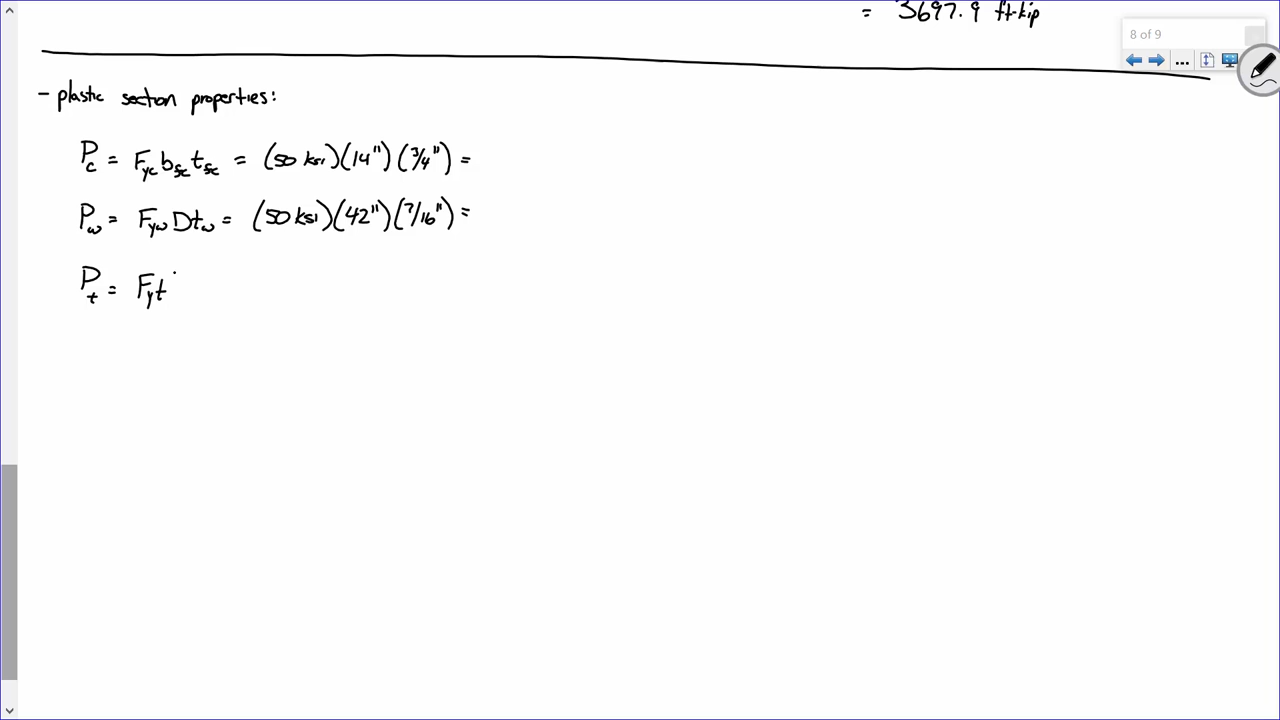 = 3697.9 ft-kip
8 of 9
...
- plastic section properties:
P_c = F_yc b_fc t_fc = (50 ksi)(14")(3/4") =
P_w = F_yw D t_w = (50 ksi)(42")(7/16") =
P_t = F_yt